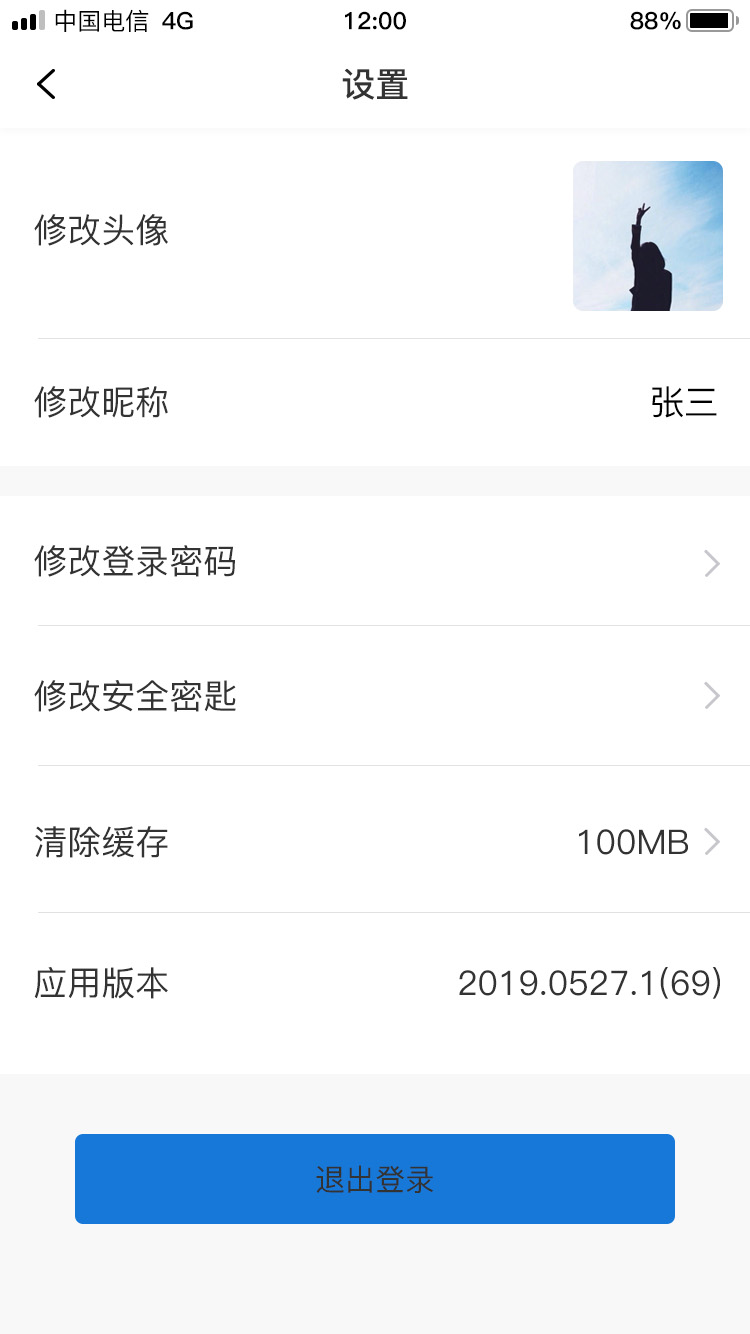 中国电信 4G 12:00 88%
设置
修改头像
修改昵称 张三
修改登录密码
修改安全密匙
清除缓存 100MB
应用版本 2019.0527.1(69)
退出登录